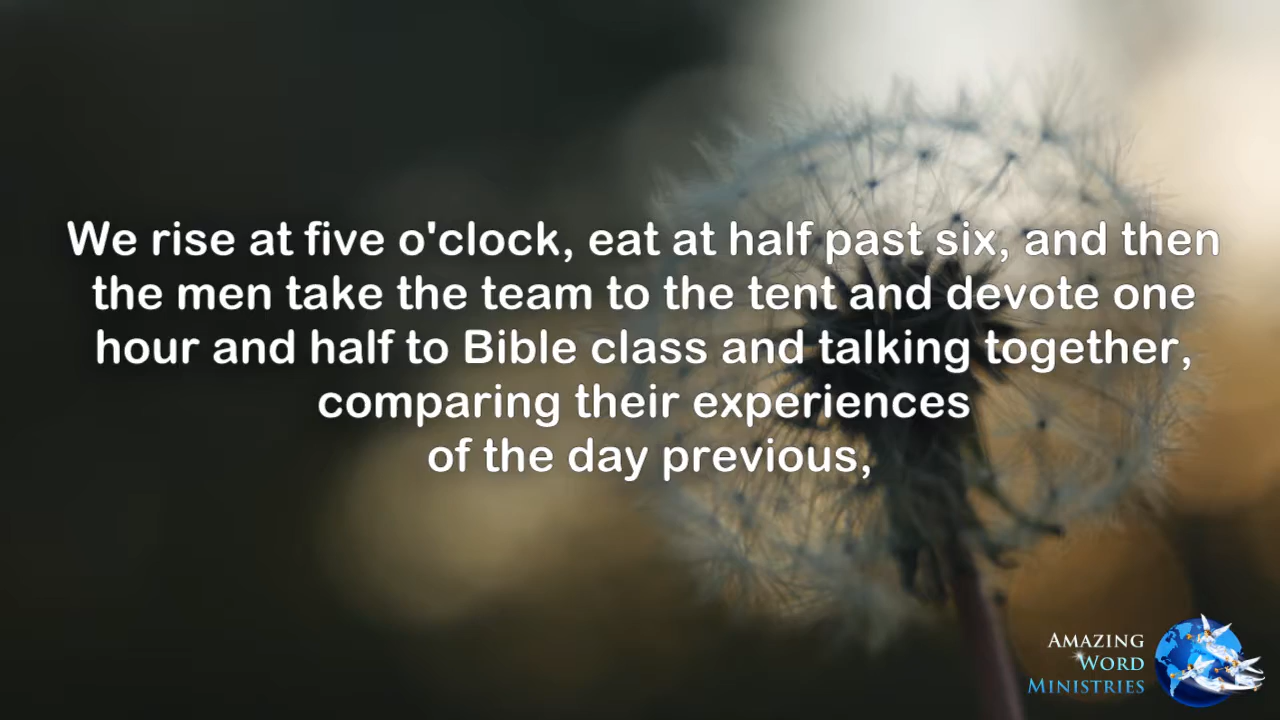 We rise at five o'clock, eat at half past six, and then
the men take the team to the tent and devote one
hour and half to Bible class and talking together,
comparing their experiences
of the day previous,
AMAZING
WORD
MINISTRIES